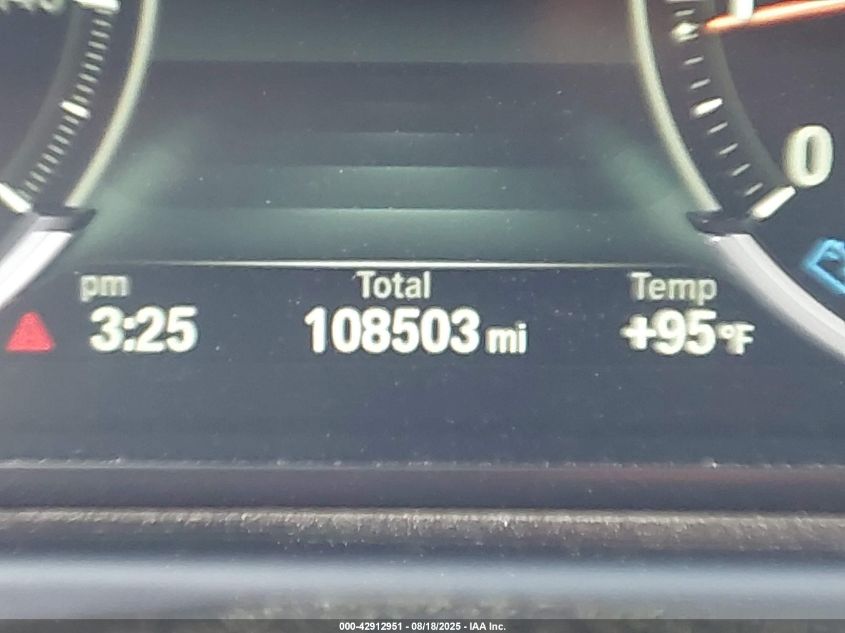 0
pm Total Temp
3:25 108503 mi +95°F
000-42912951 - 08/18/2025 - IAA Inc.